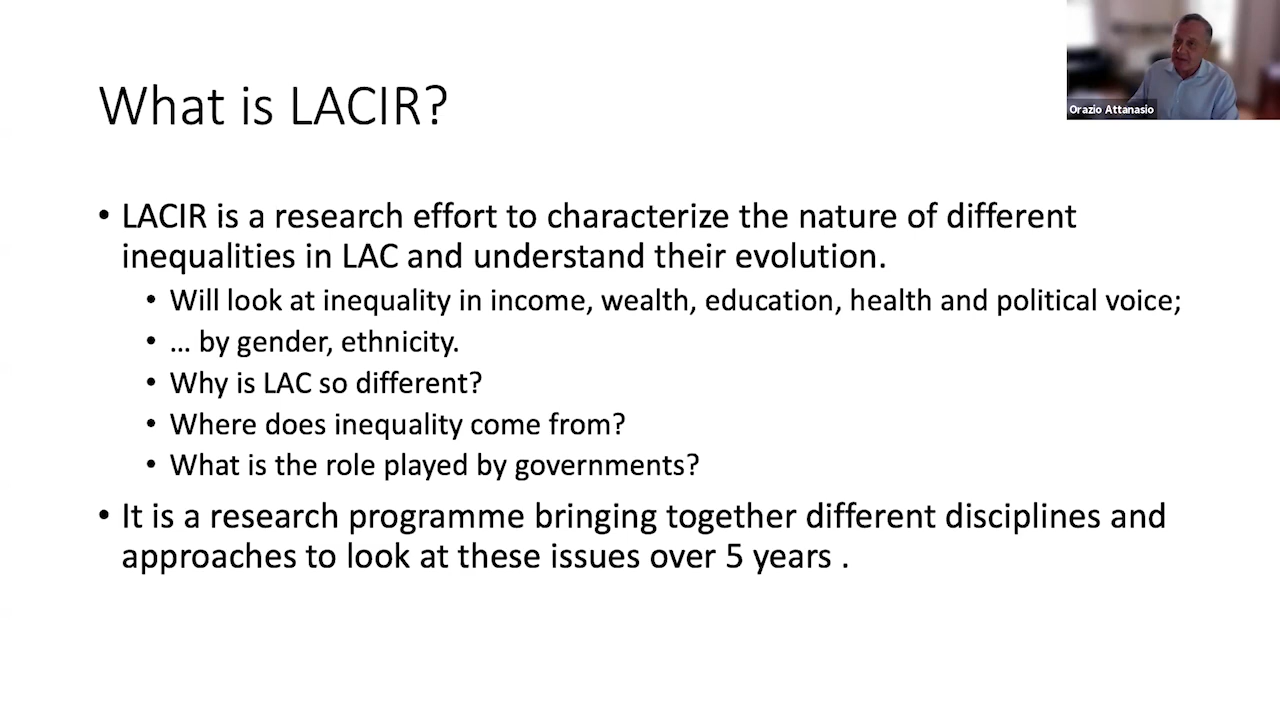 Orazio Attanasio
What is LACIR?
• LACIR is a research effort to characterize the nature of different
inequalities in LAC and understand their evolution.
• Will look at inequality in income, wealth, education, health and political voice;
• ... by gender, ethnicity.
• Why is LAC so different?
• Where does inequality come from?
• What is the role played by governments?
• It is a research programme bringing together different disciplines and
approaches to look at these issues over 5 years .